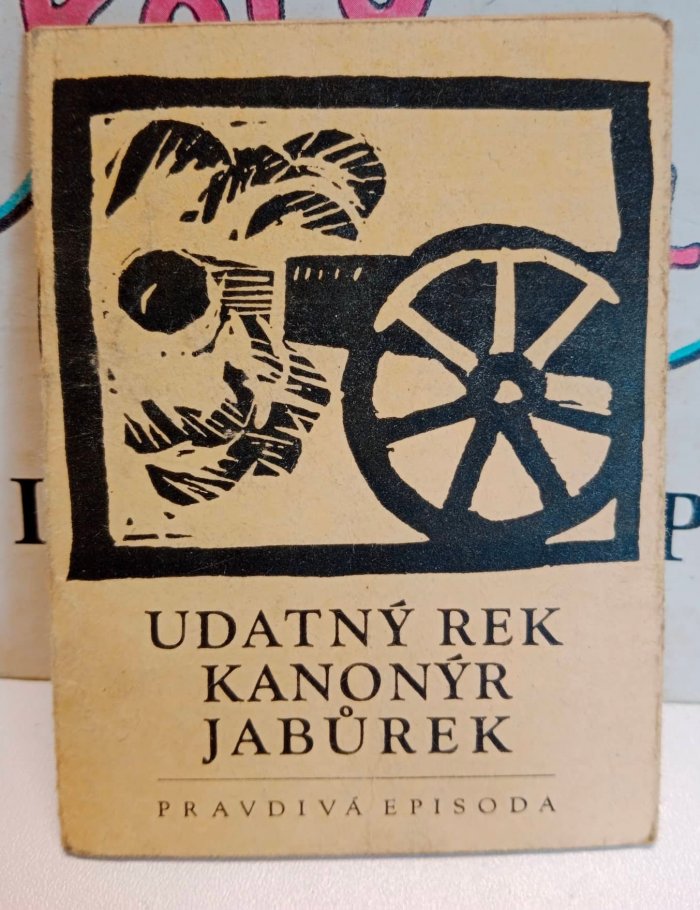 UDATNÝ REK
KANONÝR
JABŮREK
PRAVDIVÁ EPISODA